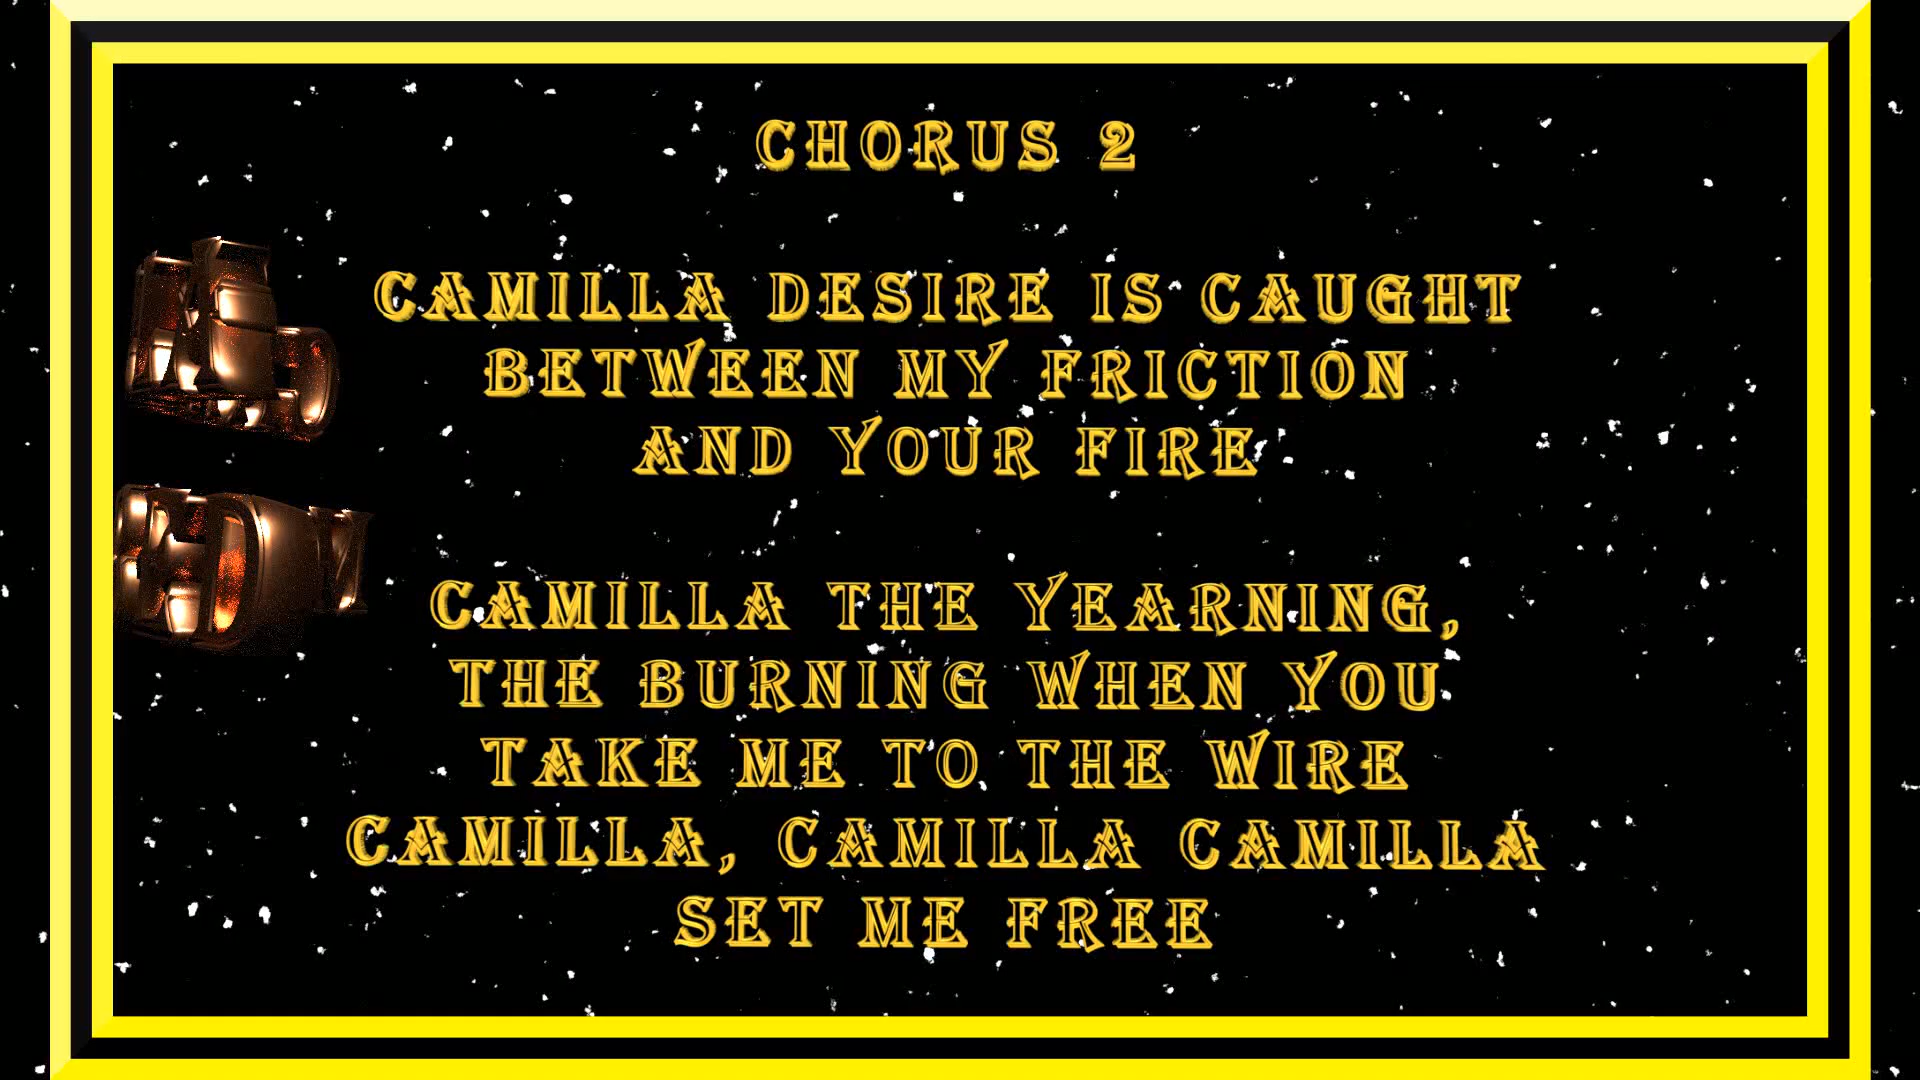 CHORUS 2
CAMILLA DESIRE IS CAUGHT
BETWEEN MY FRICTION
AND YOUR FIRE
CAMILLA THE YEARNING,
THE BURNING WHEN YOU
TAKE ME TO THE WIRE
CAMILLA, CAMILLA CAMILLA
SET ME FREE